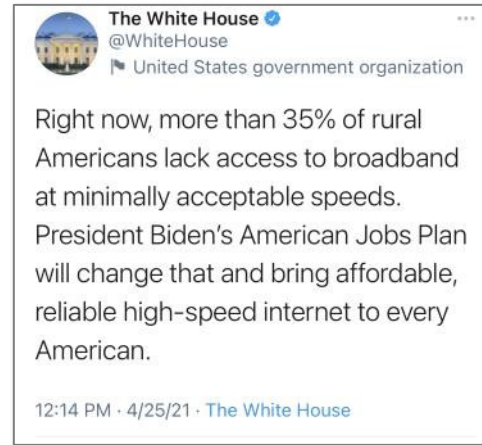 The White House
@WhiteHouse
United States government organization
Right now, more than 35% of rural
Americans lack access to broadband
at minimally acceptable speeds.
President Biden's American Jobs Plan
will change that and bring affordable,
reliable high-speed internet to every
American.
12:14 PM · 4/25/21 · The White House